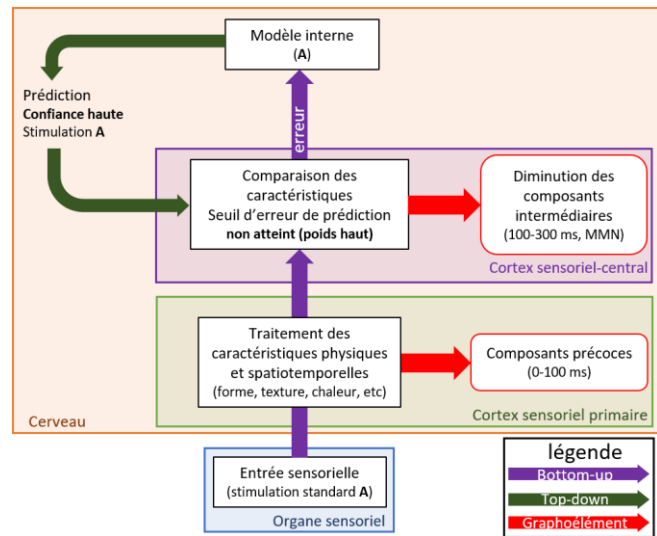 Modèle interne
(A)
Prédiction
Confiance haute
Stimulation A
erreur
Comparaison des
caractéristiques
Seuil d'erreur de prédiction
non atteint (poids haut)
Diminution des
composants
intermédiaires
(100-300 ms, MMN)
Cortex sensoriel-central
Traitement des
caractéristiques physiques
et spatiotemporelles
(forme, texture, chaleur, etc)
Composants précoces
(0-100 ms)
Cerveau
Cortex sensoriel primaire
Entrée sensorielle
(stimulation standard A)
Organe sensoriel
légende
Bottom-up
Top-down
Graphoélément